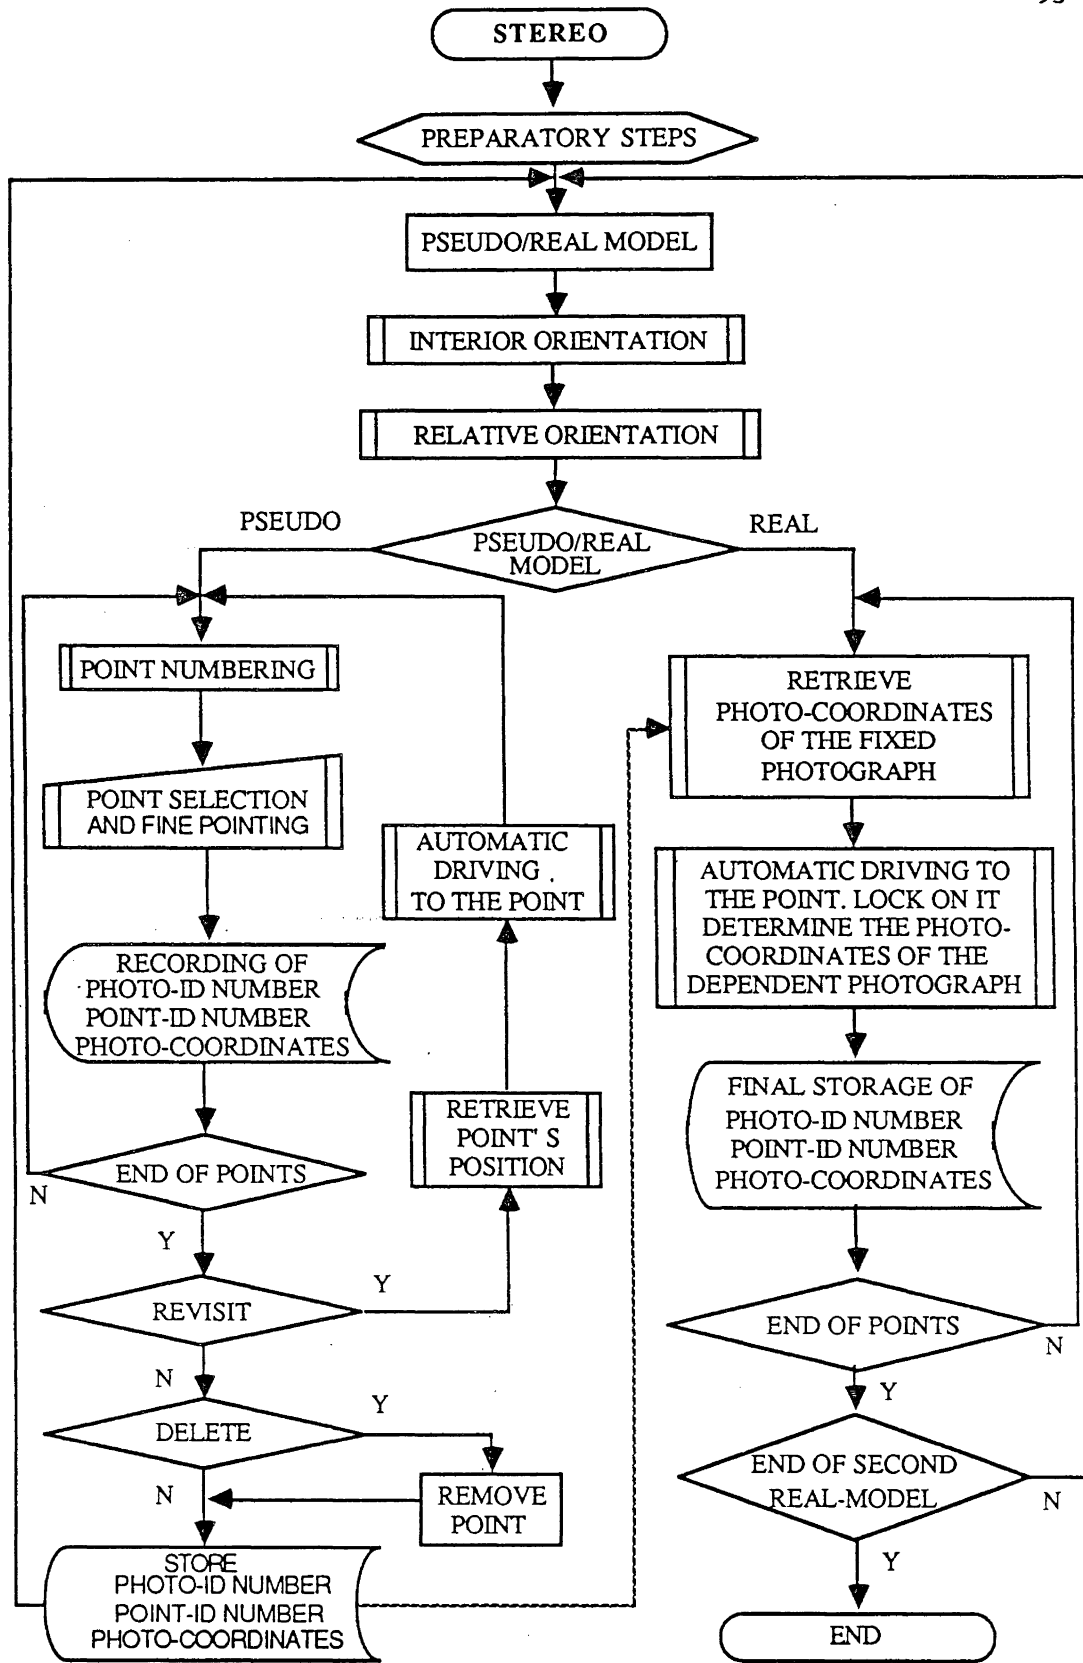 STEREO
PREPARATORY STEPS
PSEUDO/REAL MODEL
INTERIOR ORIENTATION
RELATIVE ORIENTATION
PSEUDO
REAL
PSEUDO/REAL
MODEL
POINT NUMBERING
POINT SELECTION
AND FINE POINTING
RECORDING OF
PHOTO-ID NUMBER
POINT-ID NUMBER
PHOTO-COORDINATES
END OF POINTS
N
Y
REVISIT
Y
N
DELETE
Y
N
REMOVE
POINT
STORE
PHOTO-ID NUMBER
POINT-ID NUMBER
PHOTO-COORDINATES
AUTOMATIC
DRIVING
TO THE POINT
RETRIEVE
POINT' S
POSITION
RETRIEVE
PHOTO-COORDINATES
OF THE FIXED
PHOTOGRAPH
AUTOMATIC DRIVING TO
THE POINT. LOCK ON IT
DETERMINE THE PHOTO-
COORDINATES OF THE
DEPENDENT PHOTOGRAPH
FINAL STORAGE OF
PHOTO-ID NUMBER
POINT-ID NUMBER
PHOTO-COORDINATES
END OF POINTS
N
Y
END OF SECOND
REAL-MODEL
N
Y
END